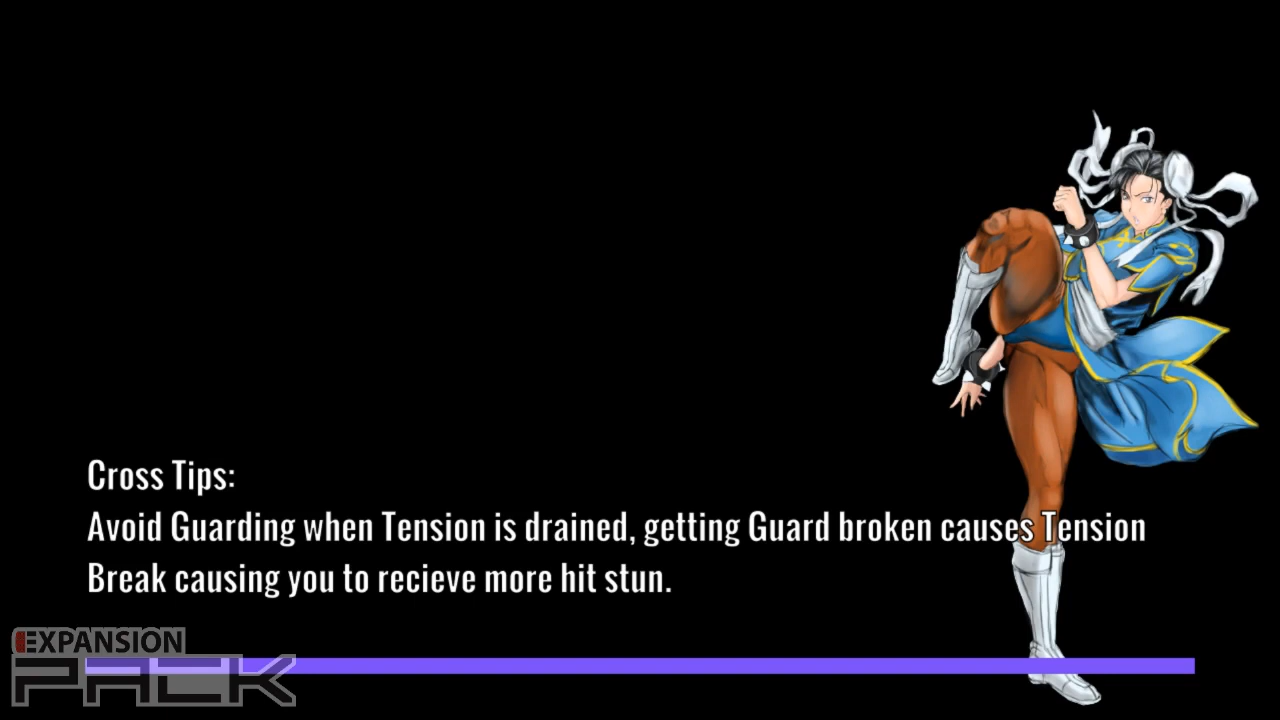 Cross Tips:
Avoid Guarding when Tension is drained, getting Guard broken causes Tension
Break causing you to recieve more hit stun.
EXPANSION
PACK